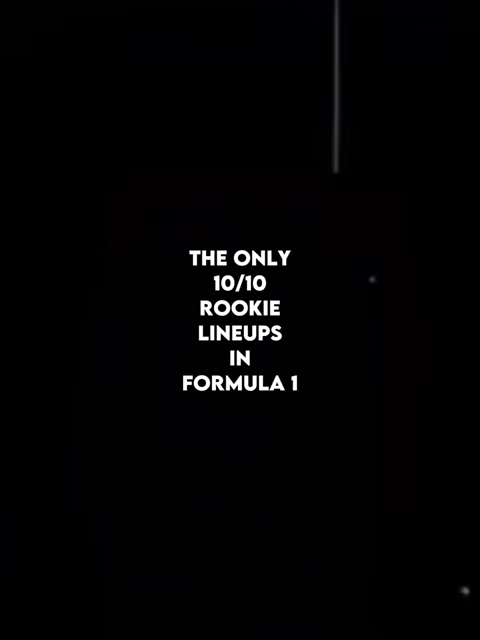 THE ONLY
10/10
ROOKIE
LINEUPS
IN
FORMULA 1